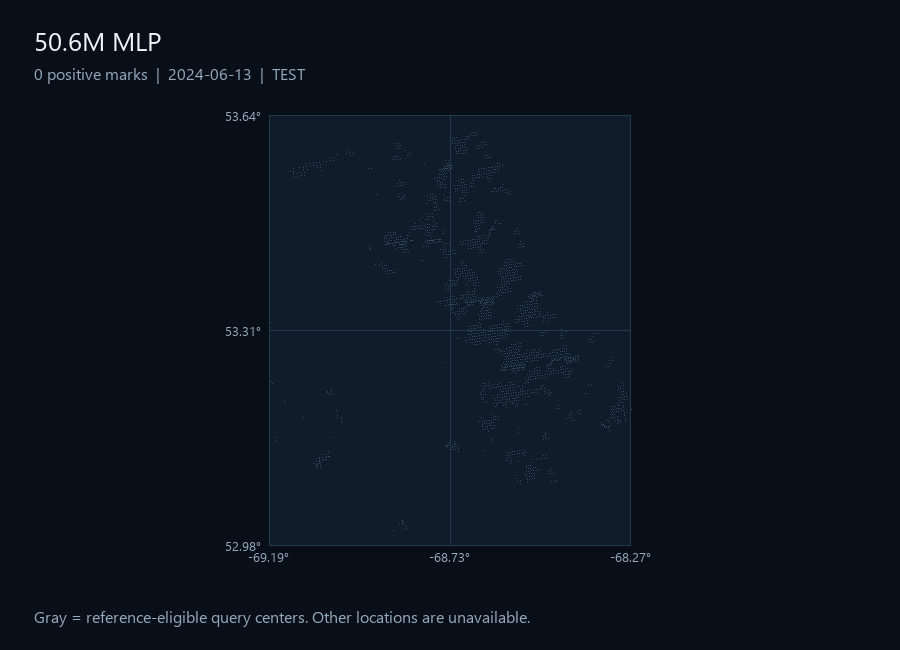 50.6M MLP
0 positive marks | 2024-06-13 | TEST
53.64°
53.31°
52.98°
-69.19° -68.73° -68.27°
Gray = reference-eligible query centers. Other locations are unavailable.